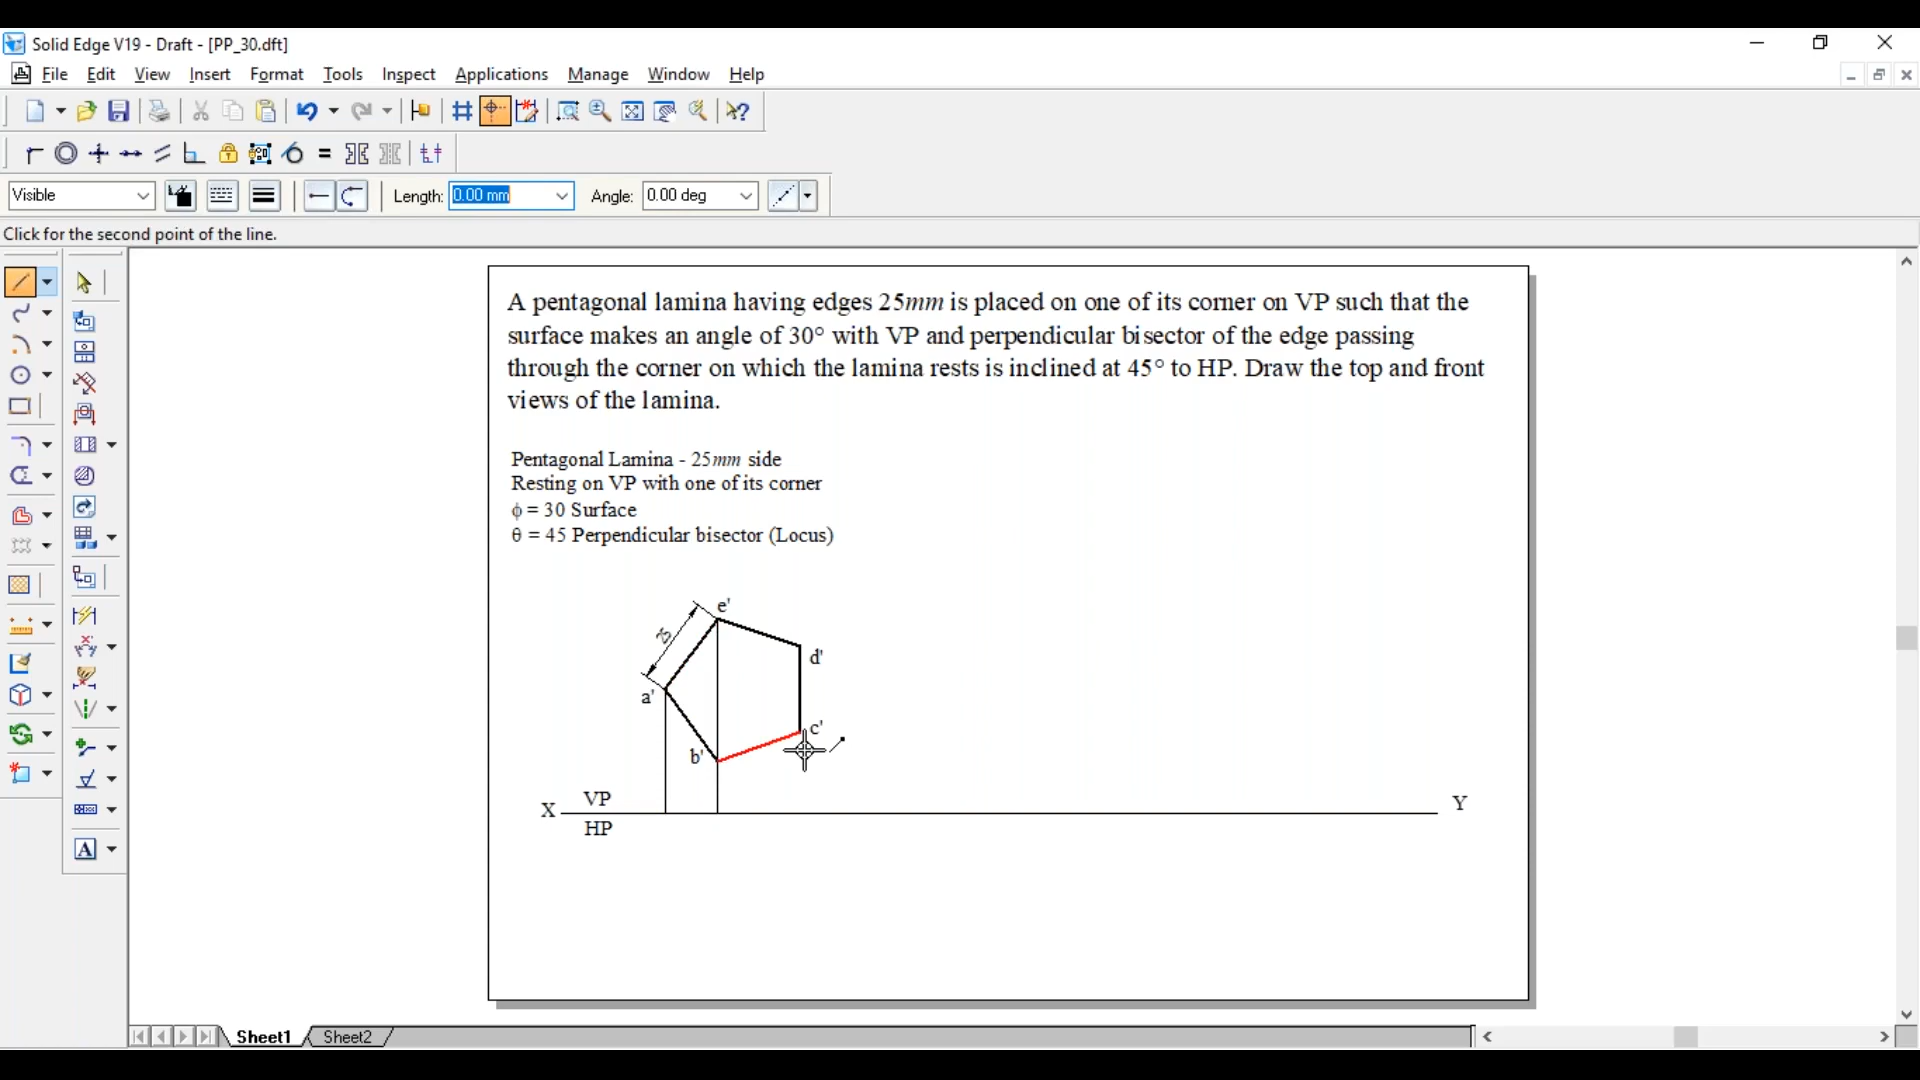 Solid Edge V19 - Draft - [PP_30.dft]
File Edit View Insert Format Tools Inspect Applications Manage Window Help
Visible Length: 0.00 mm Angle: 0.00 deg
Click for the second point of the line.
A pentagonal lamina having edges 25mm is placed on one of its corner on VP such that the
surface makes an angle of 30° with VP and perpendicular bisector of the edge passing
through the corner on which the lamina rests is inclined at 45° to HP. Draw the top and front
views of the lamina.
Pentagonal Lamina - 25mm side
Resting on VP with one of its corner
ϕ = 30 Surface
θ = 45 Perpendicular bisector (Locus)
e'
25
d'
a'
c'
b'
X VP Y
HP
A
Sheet1 Sheet2